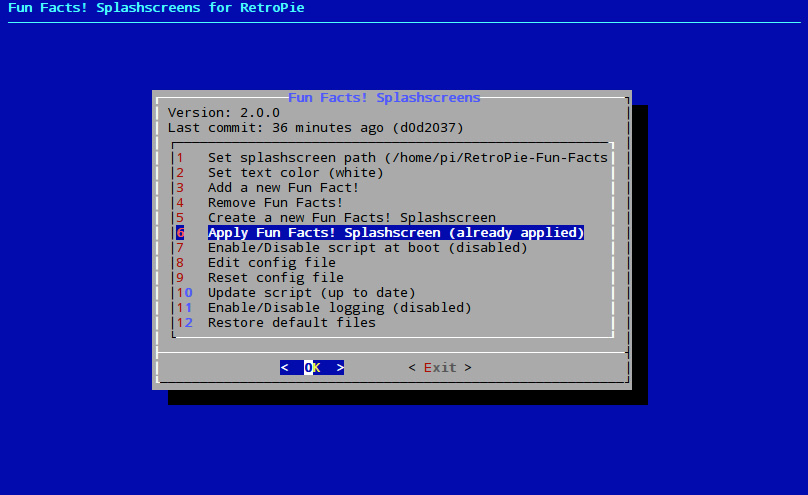 Fun Facts! Splashscreens for RetroPie
Fun Facts! Splashscreens
Version: 2.0.0
Last commit: 36 minutes ago (d0d2037)
1 Set splashscreen path (/home/pi/RetroPie-Fun-Facts
2 Set text color (white)
3 Add a new Fun Fact!
4 Remove Fun Facts!
5 Create a new Fun Facts! Splashscreen
6 Apply Fun Facts! Splashscreen (already applied)
7 Enable/Disable script at boot (disabled)
8 Edit config file
9 Reset config file
10 Update script (up to date)
11 Enable/Disable logging (disabled)
12 Restore default files
< OK > < Exit >